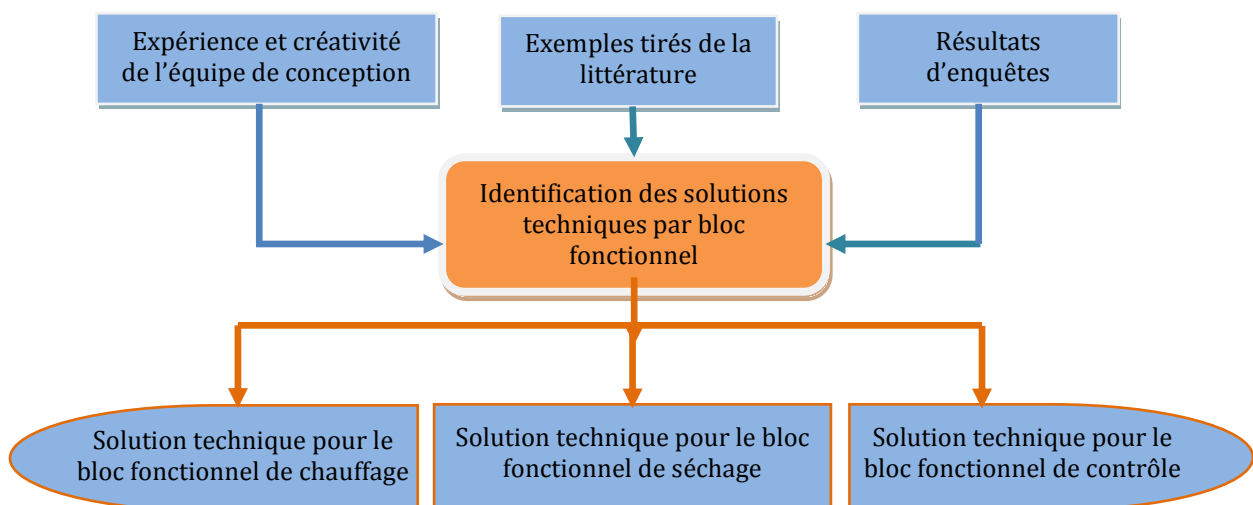 Expérience et créativité
de l’équipe de conception
Exemples tirés de la
littérature
Résultats
d’enquêtes
Identification des solutions
techniques par bloc
fonctionnel
Solution technique pour le
bloc fonctionnel de chauffage
Solution technique pour le bloc
fonctionnel de séchage
Solution technique pour le
bloc fonctionnel de contrôle